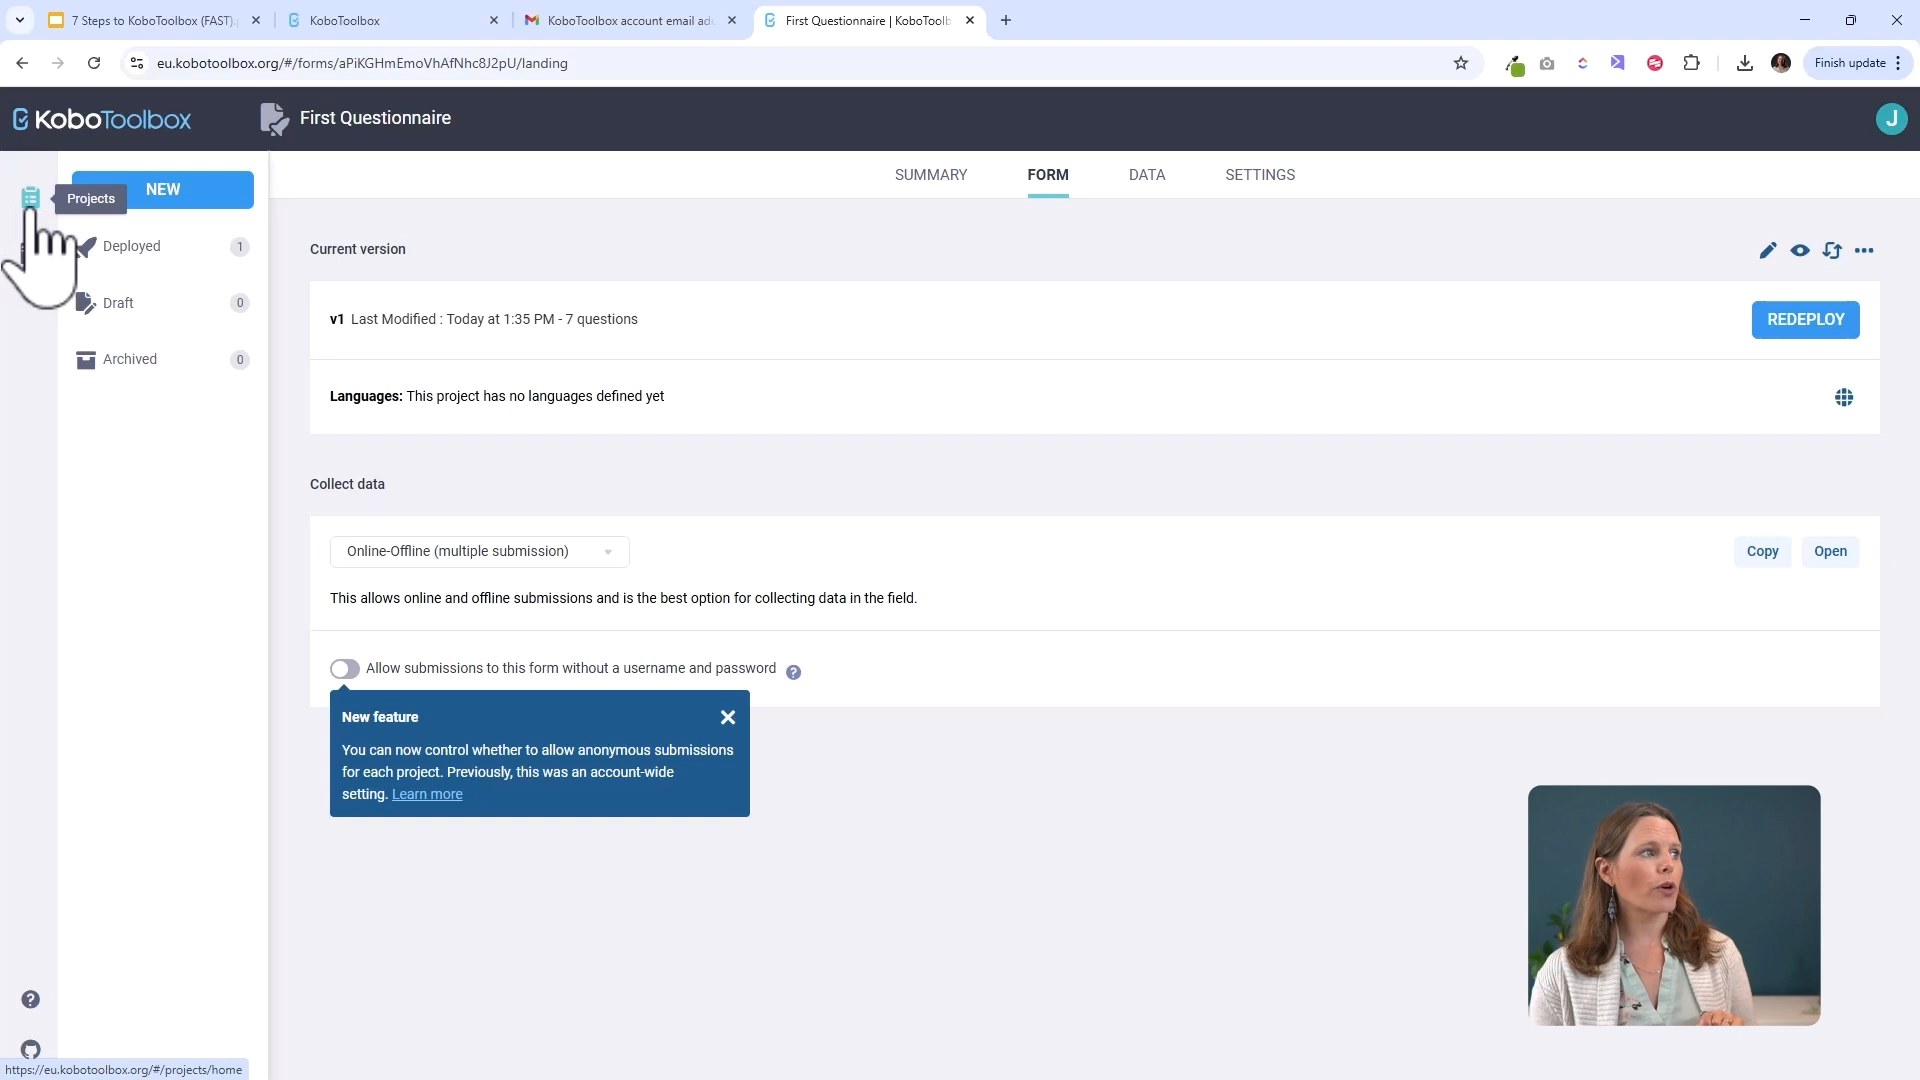 7 Steps to KoboToolbox (FAST).
KoboToolbox
KoboToolbox account email ad
First Questionnaire | KoboToolb
eu.kobotoolbox.org/#/forms/aPiKGHmEmoVhAfNhc8J2pU/landing
Finish update
KoboToolbox
First Questionnaire
J
NEW
Projects
Deployed 1
Draft 0
Archived 0
SUMMARY FORM DATA SETTINGS
Current version
v1 Last Modified : Today at 1:35 PM - 7 questions
REDEPLOY
Languages: This project has no languages defined yet
Collect data
Online-Offline (multiple submission)
Copy Open
This allows online and offline submissions and is the best option for collecting data in the field.
Allow submissions to this form without a username and password ?
New feature
You can now control whether to allow anonymous submissions
for each project. Previously, this was an account-wide
setting. Learn more
?
https://eu.kobotoolbox.org/#/projects/home